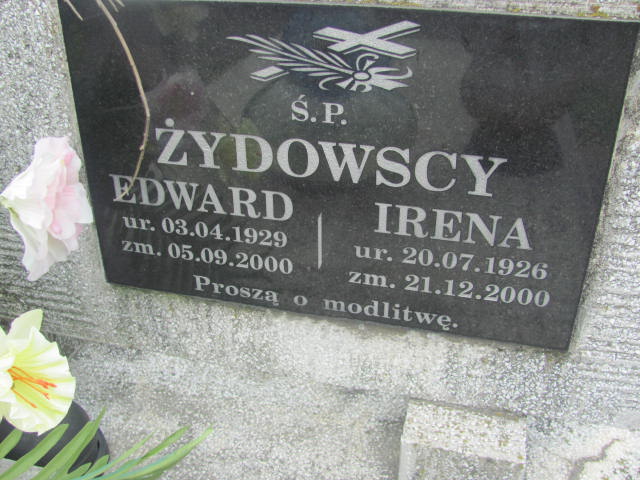 Ś.P.
ŻYDOWSCY
EDWARD
ur. 03.04.1929
zm. 05.09.2000
IRENA
ur. 20.07.1926
zm. 21.12.2000
Proszą o modlitwę.